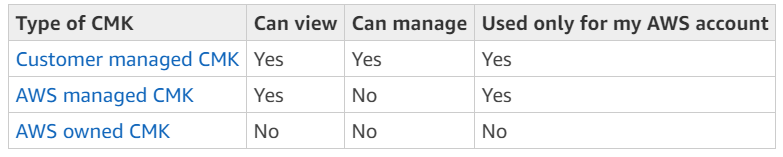 Type of CMK Can view Can manage Used only for my AWS account
Customer managed CMK Yes Yes Yes
AWS managed CMK Yes No Yes
AWS owned CMK No No No